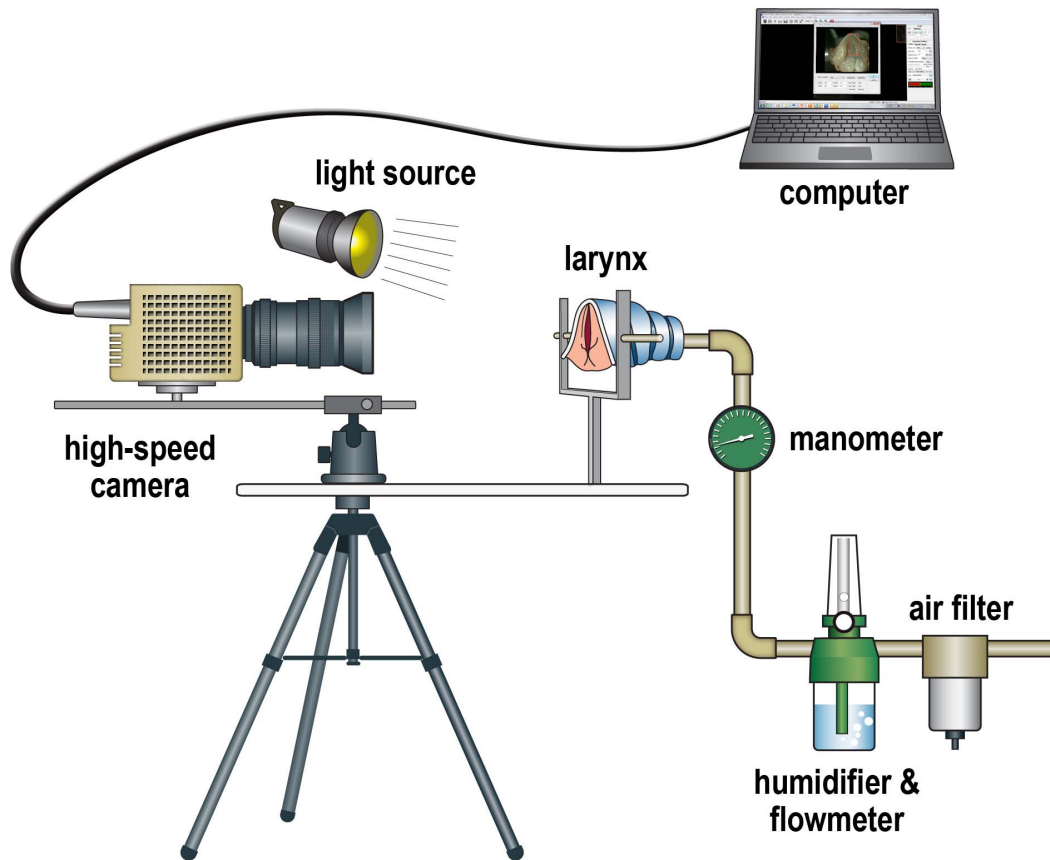 light source
computer
larynx
high-speed
camera
manometer
air filter
humidifier &
flowmeter